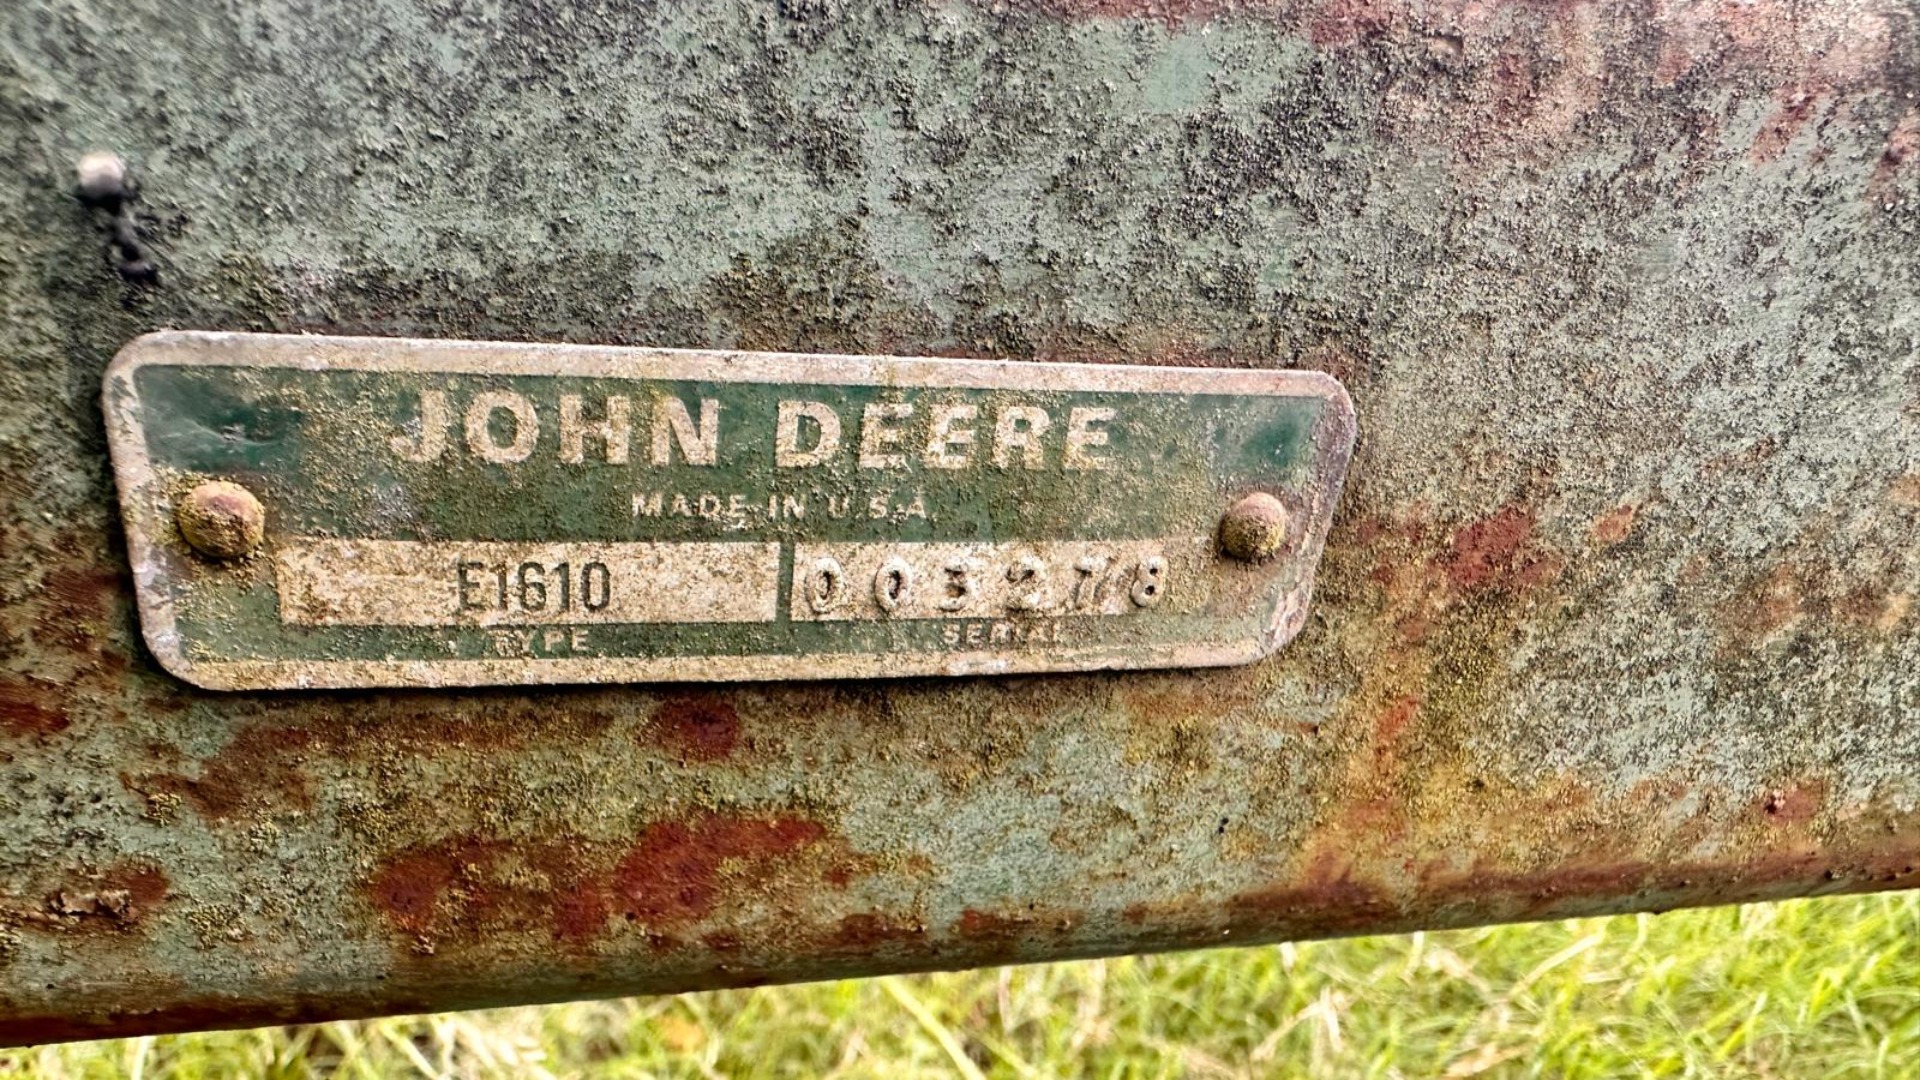 JOHN DEERE
MADE IN U.S.A.
E1610 003278
TYPE SERIAL